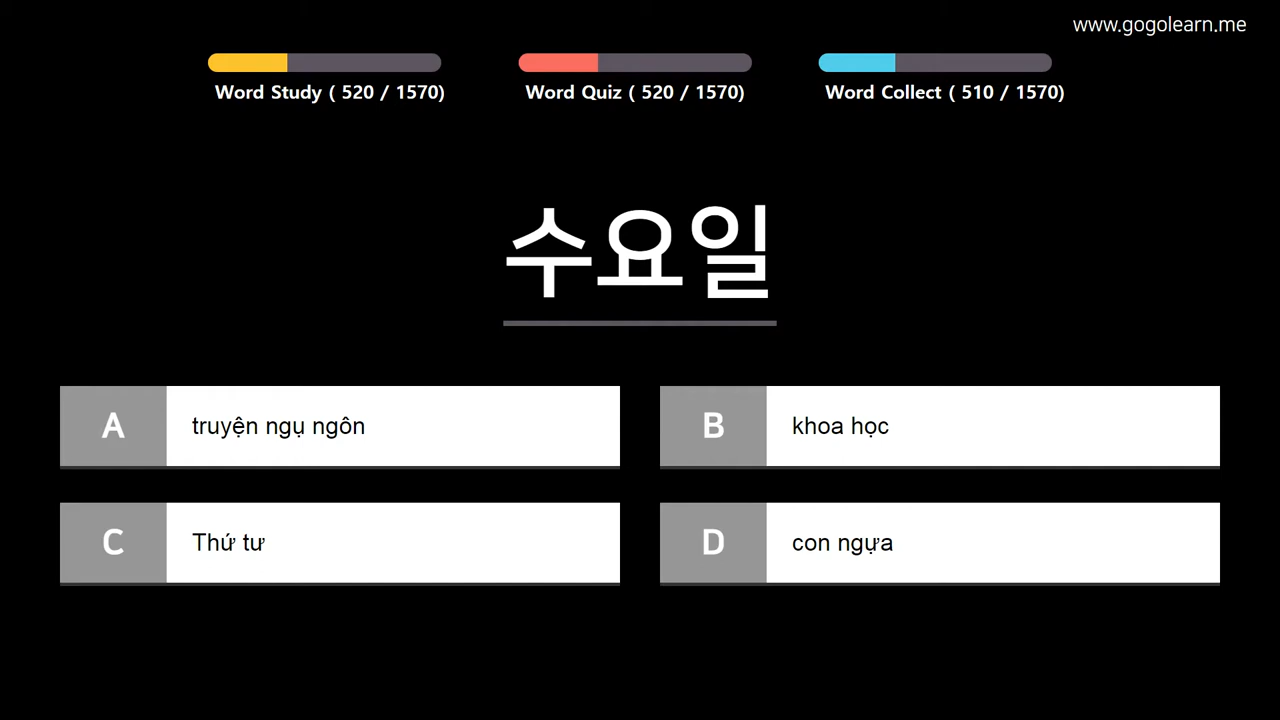 www.gogolearn.me
Word Study ( 520 / 1570)
Word Quiz ( 520 / 1570)
Word Collect ( 510 / 1570)
수요일
A truyện ngụ ngôn
B khoa học
C Thứ tư
D con ngựa